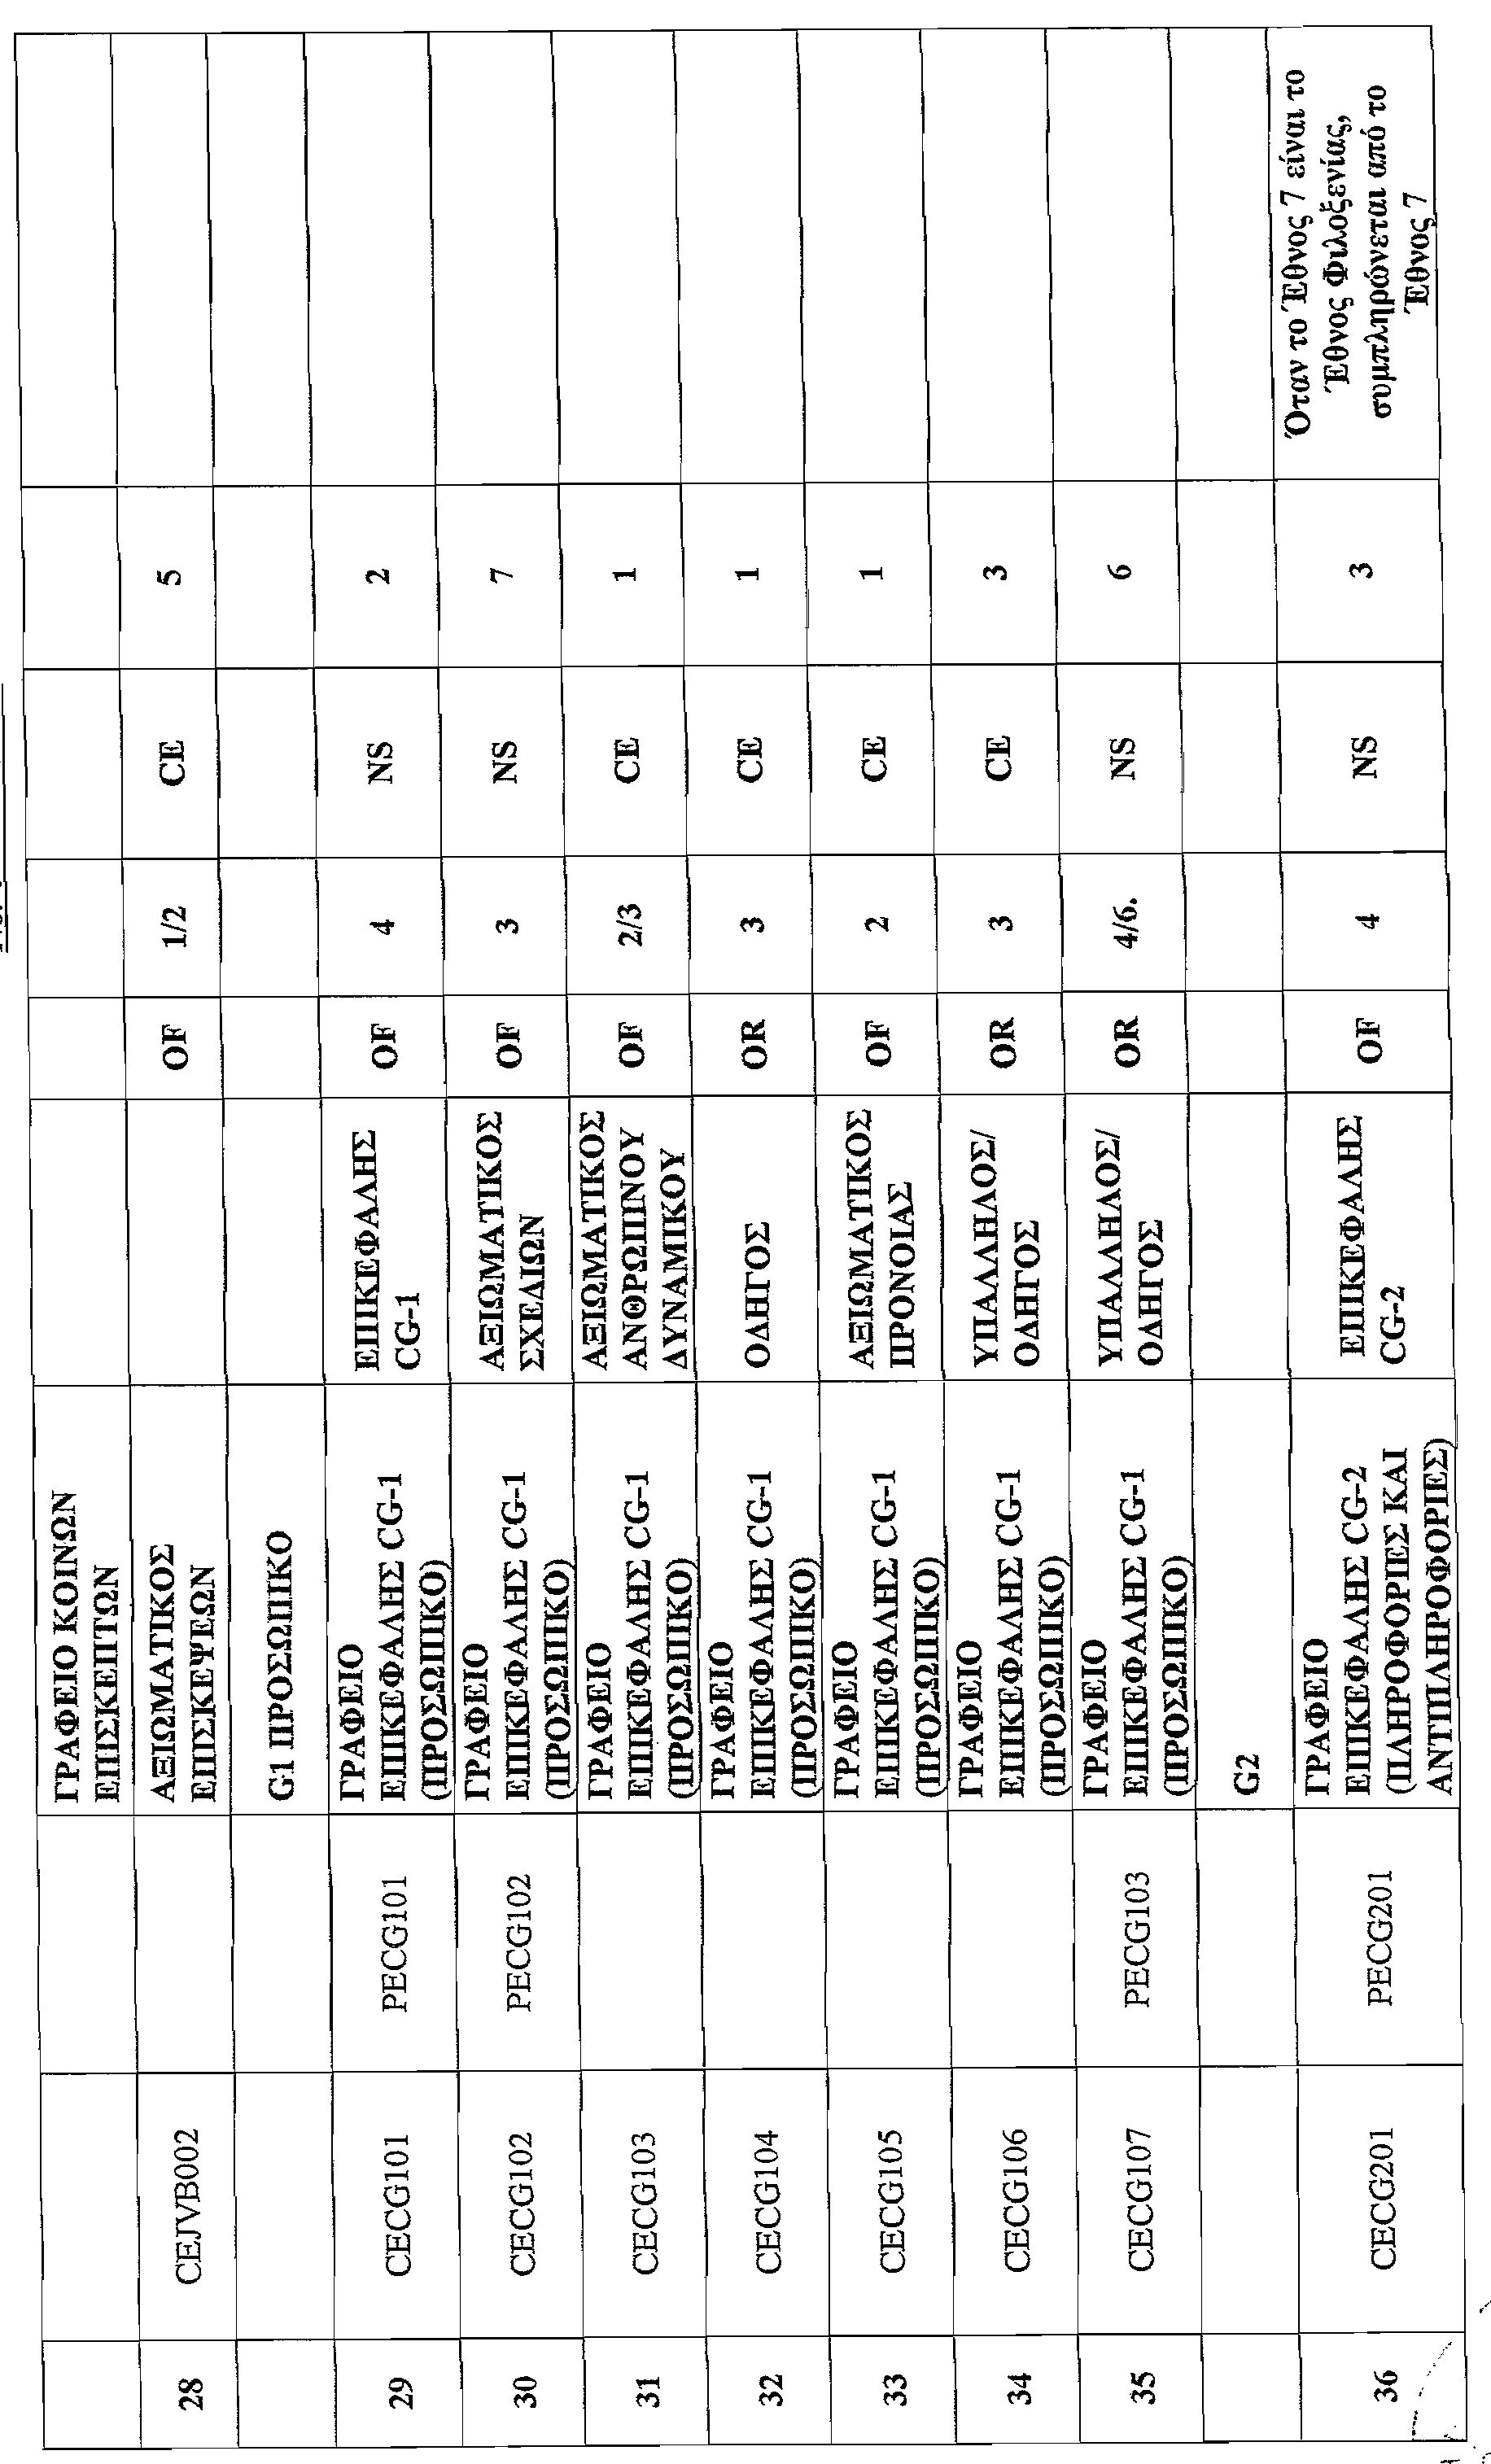 ΓΡΑΦΕΙΟ ΚΟΙΝΩΝ
ΕΠΙΣΚΕΠΤΩΝ
28 CEJVB002 ΑΞΙΩΜΑΤΙΚΟΣ OF 1/2 CE 5
ΕΠΙΣΚΕΨΕΩΝ
G1 ΠΡΟΣΩΠΙΚΟ
29 CECG101 PECG101 ΓΡΑΦΕΙΟ ΕΠΙΚΕΦΑΛΗΣ OF 4 NS 2
ΕΠΙΚΕΦΑΛΗΣ CG-1 CG-1
(ΠΡΟΣΩΠΙΚΟ)
30 CECG102 PECG102 ΓΡΑΦΕΙΟ ΑΞΙΩΜΑΤΙΚΟΣ OF 3 NS 7
ΕΠΙΚΕΦΑΛΗΣ CG-1 ΣΧΕΔΙΩΝ
(ΠΡΟΣΩΠΙΚΟ)
31 CECG103 ΓΡΑΦΕΙΟ ΑΞΙΩΜΑΤΙΚΟΣ OF 2/3 CE 1
ΕΠΙΚΕΦΑΛΗΣ CG-1 ΑΝΘΡΩΠΙΝΟΥ
(ΠΡΟΣΩΠΙΚΟ) ΔΥΝΑΜΙΚΟΥ
32 CECG104 ΓΡΑΦΕΙΟ ΟΔΗΓΟΣ OR 3 CE 1
ΕΠΙΚΕΦΑΛΗΣ CG-1
(ΠΡΟΣΩΠΙΚΟ)
33 CECG105 ΓΡΑΦΕΙΟ ΑΞΙΩΜΑΤΙΚΟΣ OF 2 CE 1
ΕΠΙΚΕΦΑΛΗΣ CG-1 ΠΡΟΝΟΙΑΣ
(ΠΡΟΣΩΠΙΚΟ)
34 CECG106 ΓΡΑΦΕΙΟ ΥΠΑΛΛΗΛΟΣ/ OR 3 CE 3
ΕΠΙΚΕΦΑΛΗΣ CG-1 ΟΔΗΓΟΣ
(ΠΡΟΣΩΠΙΚΟ)
35 CECG107 PECG103 ΓΡΑΦΕΙΟ ΥΠΑΛΛΗΛΟΣ/ OR 4/6. NS 6
ΕΠΙΚΕΦΑΛΗΣ CG-1 ΟΔΗΓΟΣ
(ΠΡΟΣΩΠΙΚΟ)
G2
36 CECG201 PECG201 ΓΡΑΦΕΙΟ ΕΠΙΚΕΦΑΛΗΣ OF 4 NS 3 Όταν το Έθνος 7 είναι το
ΕΠΙΚΕΦΑΛΗΣ CG-2 CG-2 Έθνος Φιλοξενίας,
(ΠΛΗΡΟΦΟΡΙΕΣ ΚΑΙ συμπληρώνεται από το
ΑΝΤΙΠΛΗΡΟΦΟΡΙΕΣ) Έθνος 7